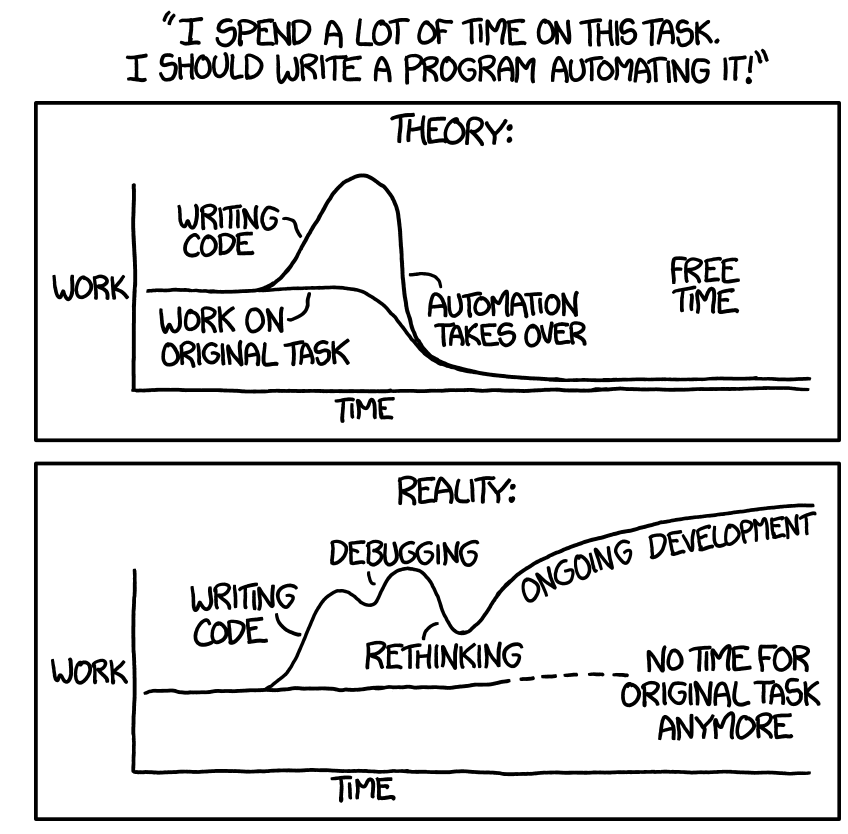 "I SPEND A LOT OF TIME ON THIS TASK.
I SHOULD WRITE A PROGRAM AUTOMATING IT!"
THEORY:
WRITING
CODE
WORK
WORK ON
ORIGINAL TASK
AUTOMATION
TAKES OVER
FREE
TIME
TIME
REALITY:
WRITING
CODE
DEBUGGING
RETHINKING
ONGOING DEVELOPMENT
WORK
NO TIME FOR
ORIGINAL TASK
ANYMORE
TIME